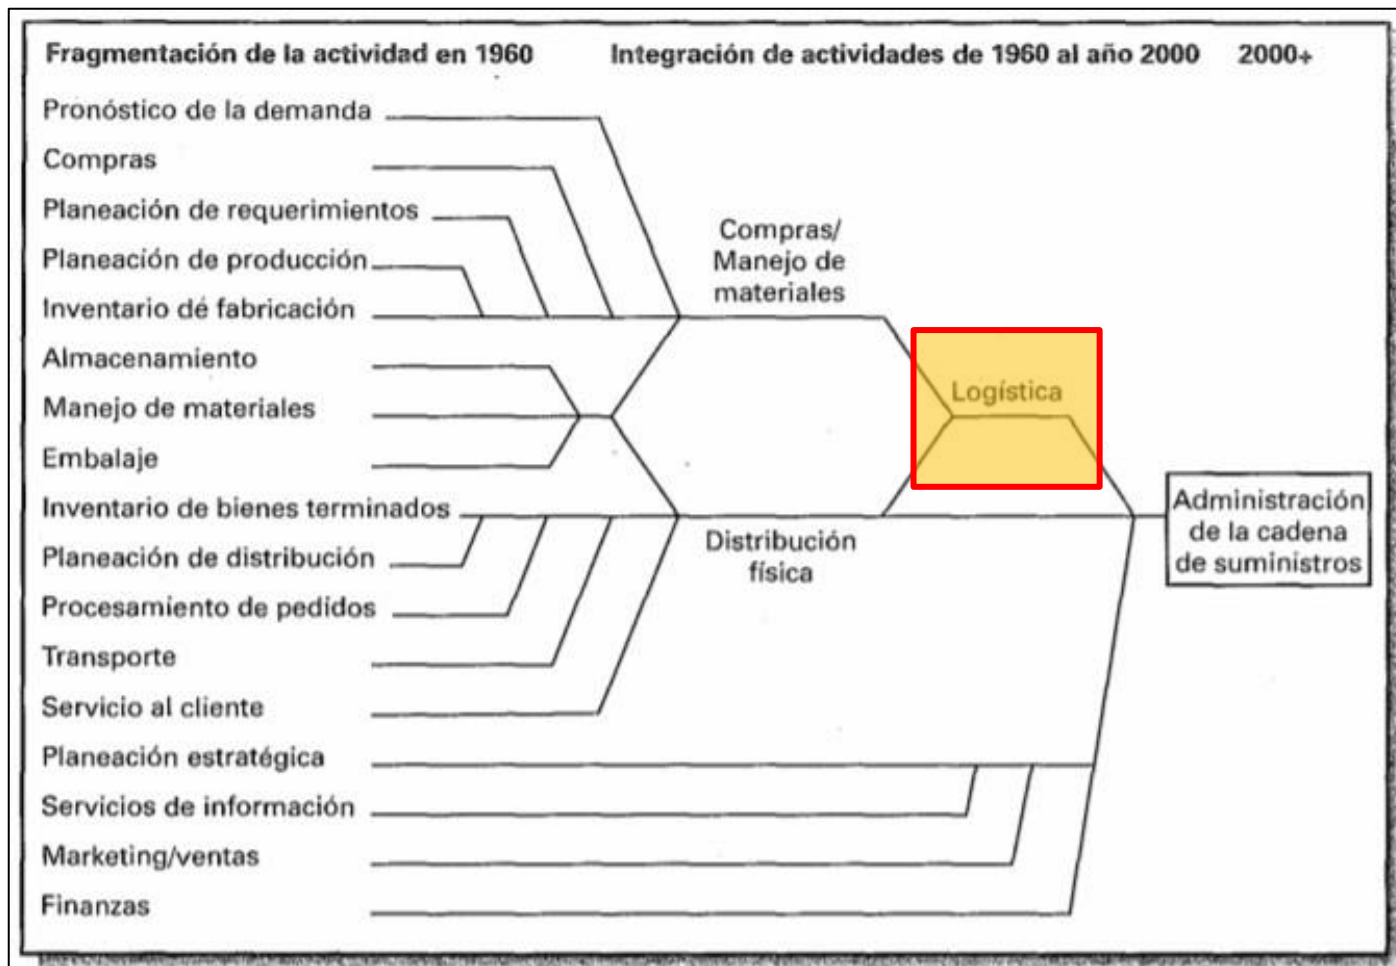 Fragmentación de la actividad en 1960 Integración de actividades de 1960 al año 2000 2000+
Pronóstico de la demanda
Compras
Planeación de requerimientos
Planeación de producción
Inventario dé fabricación
Almacenamiento
Manejo de materiales
Embalaje
Inventario de bienes terminados
Planeación de distribución
Procesamiento de pedidos
Transporte
Servicio al cliente
Planeación estratégica
Servicios de información
Marketing/ventas
Finanzas
Compras/
Manejo de
materiales
Distribución
física
Logística
Administración
de la cadena
de suministros